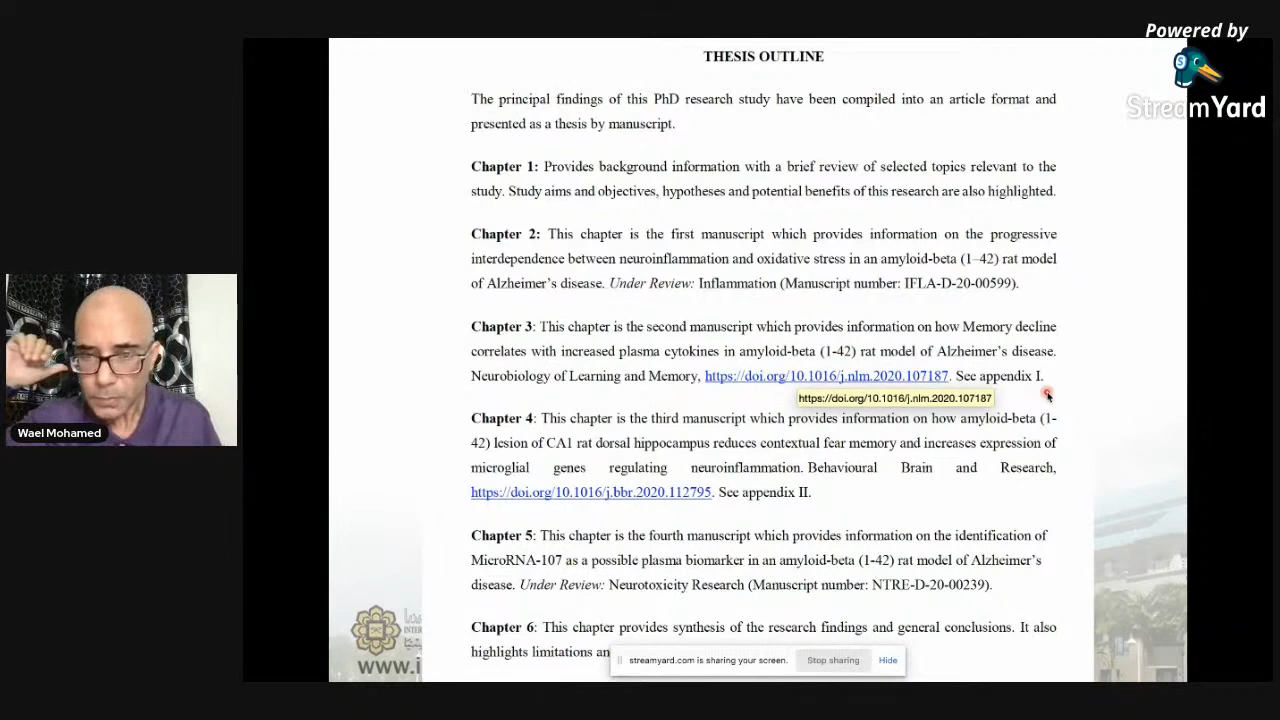 Powered by
StreamYard
THESIS OUTLINE
The principal findings of this PhD research study have been compiled into an article format and
presented as a thesis by manuscript.
Chapter 1: Provides background information with a brief review of selected topics relevant to the
study. Study aims and objectives, hypotheses and potential benefits of this research are also highlighted.
Chapter 2: This chapter is the first manuscript which provides information on the progressive
interdependence between neuroinflammation and oxidative stress in an amyloid-beta (1–42) rat model
of Alzheimer’s disease. Under Review: Inflammation (Manuscript number: IFLA-D-20-00599).
Chapter 3: This chapter is the second manuscript which provides information on how Memory decline
correlates with increased plasma cytokines in amyloid-beta (1-42) rat model of Alzheimer’s disease.
Neurobiology of Learning and Memory, https://doi.org/10.1016/j.nlm.2020.107187. See appendix I.
https://doi.org/10.1016/j.nlm.2020.107187
Chapter 4: This chapter is the third manuscript which provides information on how amyloid-beta (1-
42) lesion of CA1 rat dorsal hippocampus reduces contextual fear memory and increases expression of
microglial genes regulating neuroinflammation. Behavioural Brain and Research,
https://doi.org/10.1016/j.bbr.2020.112795. See appendix II.
Chapter 5: This chapter is the fourth manuscript which provides information on the identification of
MicroRNA-107 as a possible plasma biomarker in an amyloid-beta (1-42) rat model of Alzheimer’s
disease. Under Review: Neurotoxicity Research (Manuscript number: NTRE-D-20-00239).
Chapter 6: This chapter provides synthesis of the research findings and general conclusions. It also
highlights limitations
www.i
streamyard.com is sharing your screen. Stop sharing Hide
Wael Mohamed